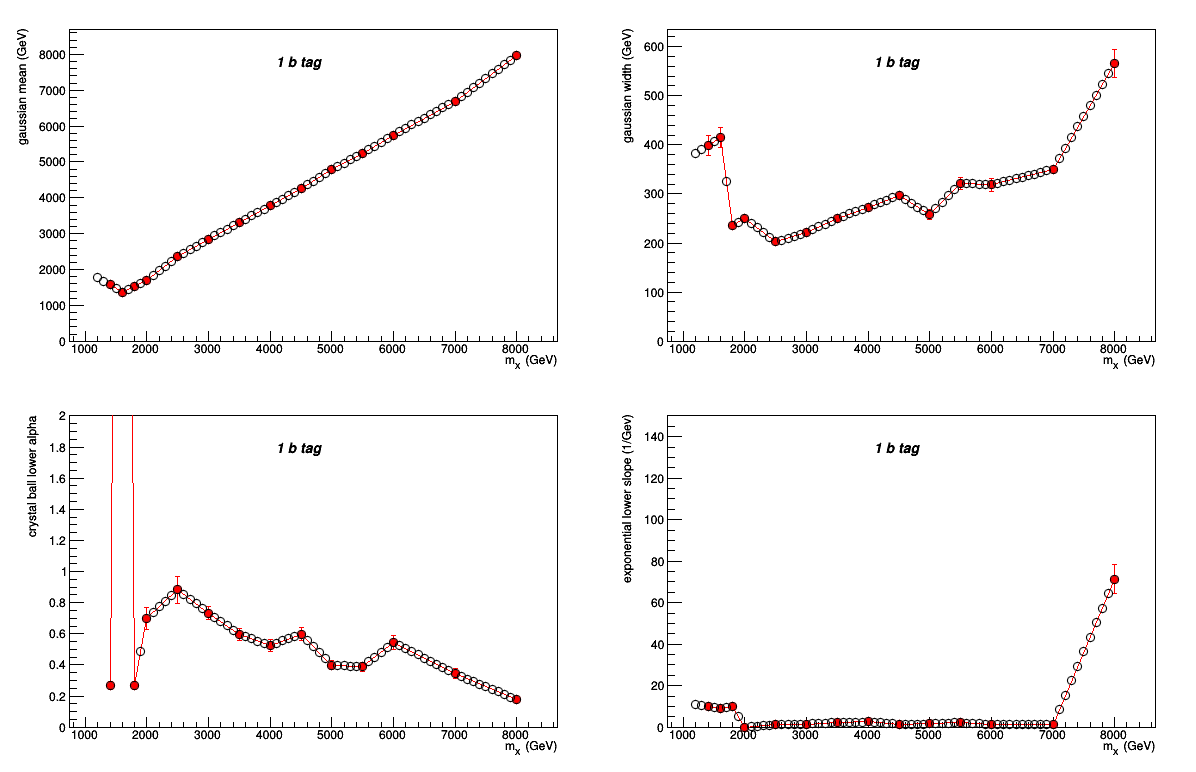 gaussian mean (GeV)
1 b tag
8000
7000
6000
5000
4000
3000
2000
1000
0
1000 2000 3000 4000 5000 6000 7000 8000
m_x (GeV)
gaussian width (GeV)
1 b tag
600
500
400
300
200
100
0
1000 2000 3000 4000 5000 6000 7000 8000
m_x (GeV)
crystal ball lower alpha
1 b tag
2
1.8
1.6
1.4
1.2
1
0.8
0.6
0.4
0.2
0
1000 2000 3000 4000 5000 6000 7000 8000
m_x (GeV)
exponential lower slope (1/Gev)
1 b tag
140
120
100
80
60
40
20
0
1000 2000 3000 4000 5000 6000 7000 8000
m_x (GeV)